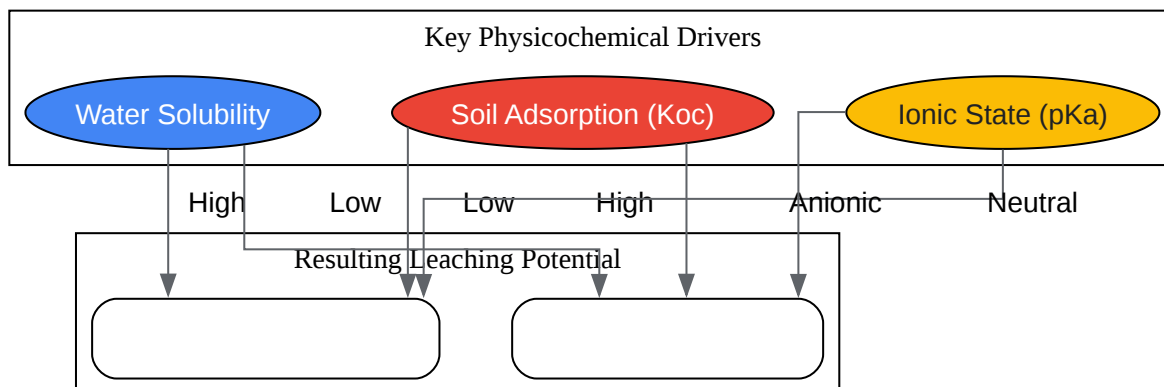 Key Physicochemical Drivers
Water Solubility
Soil Adsorption (Koc)
Ionic State (pKa)
High
Low
Low
High
Anionic
Neutral
Resulting Leaching Potential